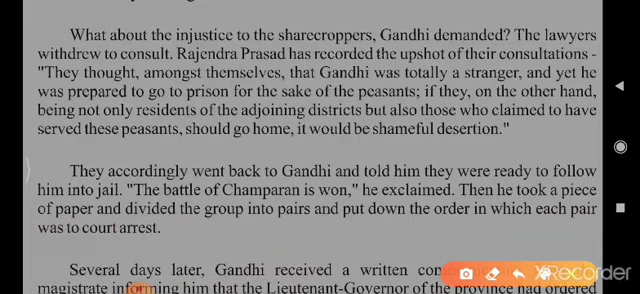 What about the injustice to the sharecroppers, Gandhi demanded? The lawyers
withdrew to consult. Rajendra Prasad has recorded the upshot of their consultations -
"They thought, amongst themselves, that Gandhi was totally a stranger, and yet he
was prepared to go to prison for the sake of the peasants; if they, on the other hand,
being not only residents of the adjoining districts but also those who claimed to have
served these peasants, should go home, it would be shameful desertion."
They accordingly went back to Gandhi and told him they were ready to follow
him into jail. "The battle of Champaran is won," he exclaimed. Then he took a piece
of paper and divided the group into pairs and put down the order in which each pair
was to court arrest.
Several days later, Gandhi received a written
magistrate informing him that the Lieutenant-Governor of the province had ordered
XRecorder